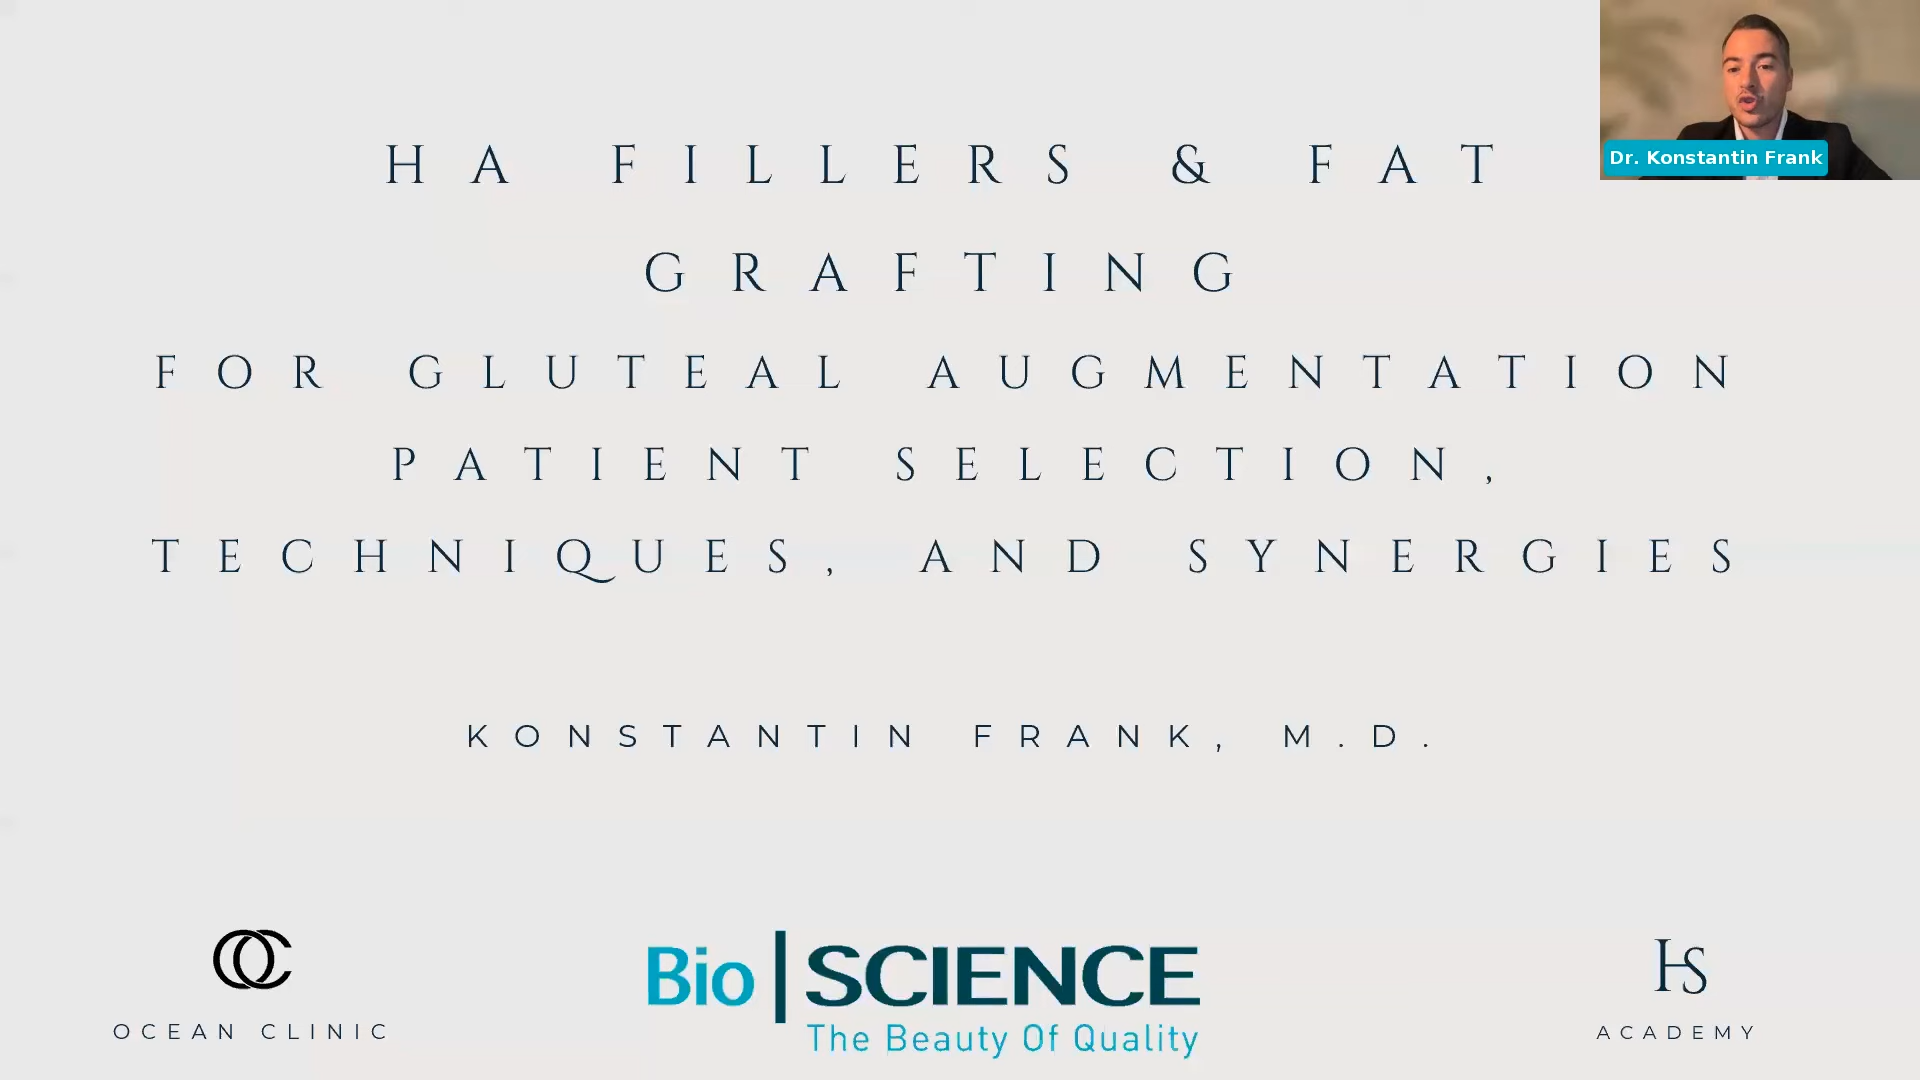 HA FILLERS & FAT
GRAFTING
FOR GLUTEAL AUGMENTATION
PATIENT SELECTION,
TECHNIQUES, AND SYNERGIES
KONSTANTIN FRANK, M.D.
Dr. Konstantin Frank
OC
OCEAN CLINIC
Bio|SCIENCE
The Beauty Of Quality
HS
ACADEMY